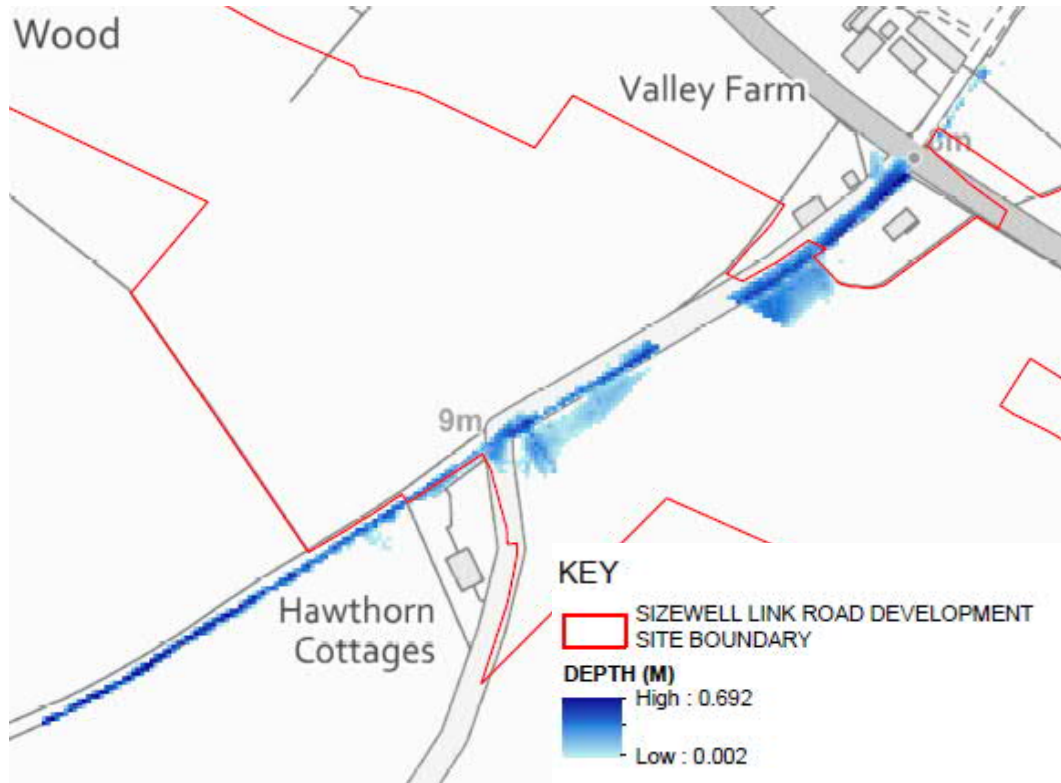 Wood
Valley Farm
8m
9m
Hawthorn
Cottages
KEY
SIZEWELL LINK ROAD DEVELOPMENT
SITE BOUNDARY
DEPTH (M)
High : 0.692
Low : 0.002